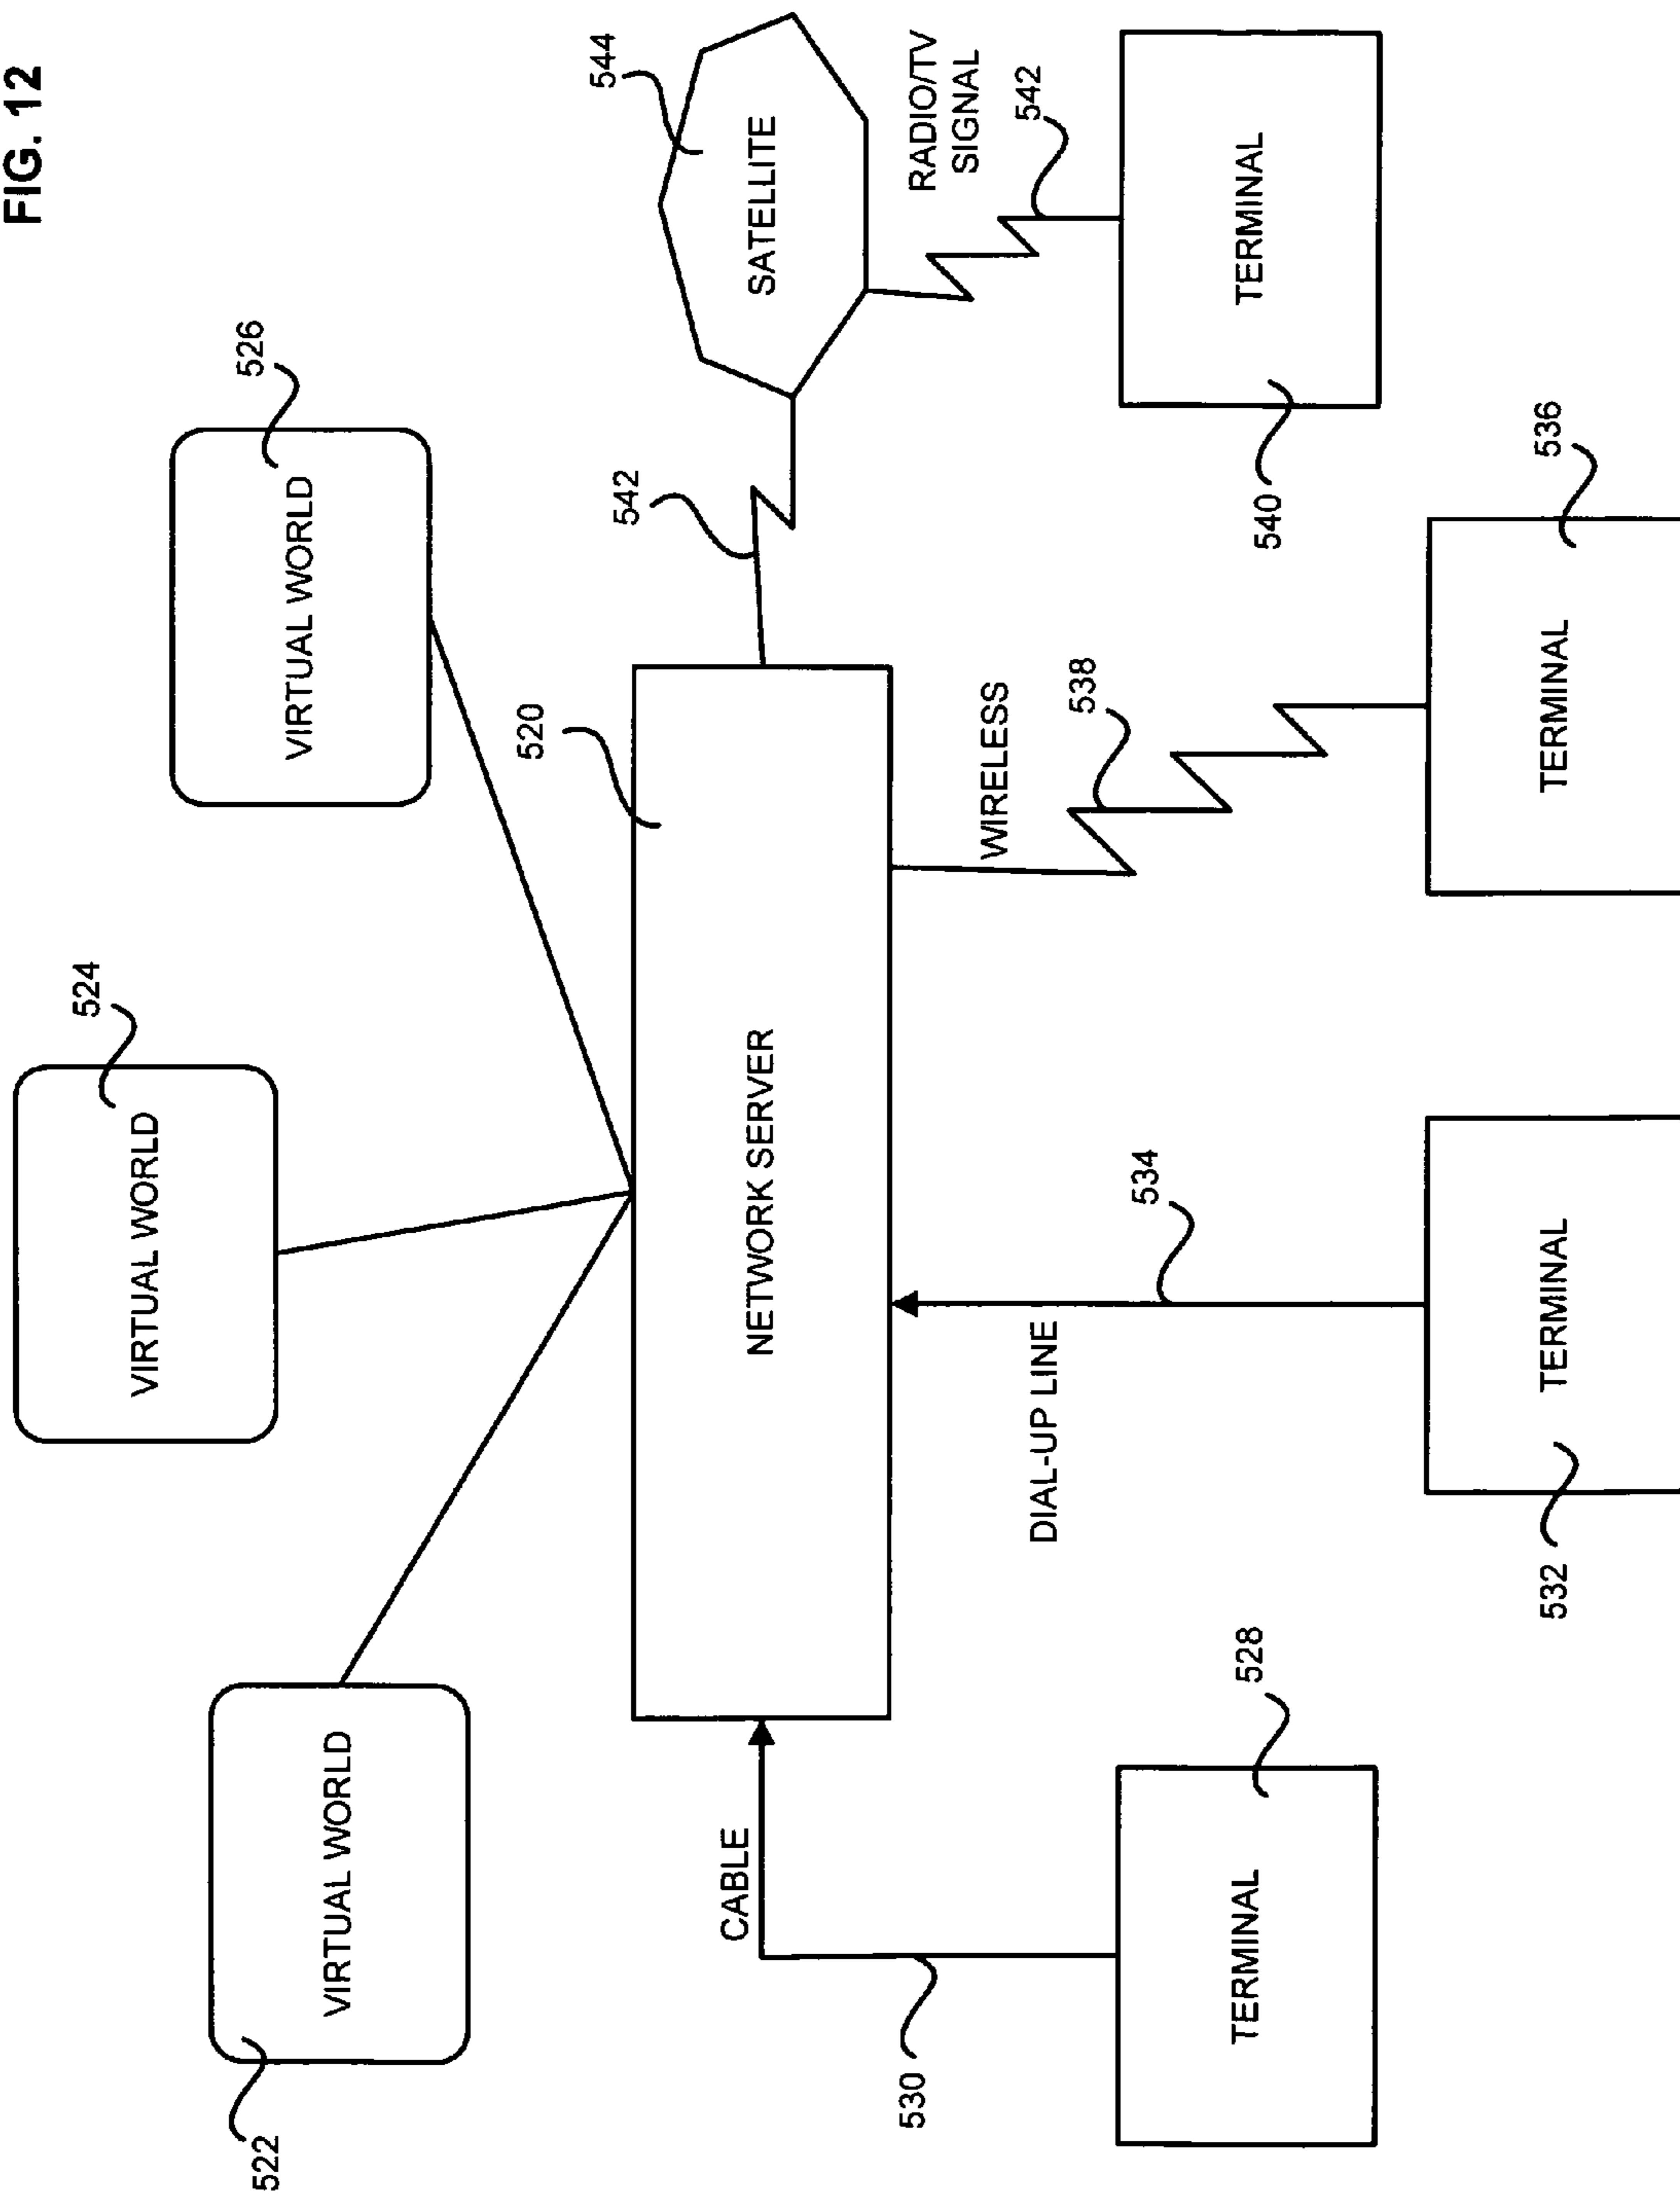 FIG. 12
524
VIRTUAL WORLD
526
VIRTUAL WORLD
522
VIRTUAL WORLD
520
NETWORK SERVER
544
SATELLITE
542
CABLE
530
DIAL-UP LINE
534
WIRELESS
538
RADIO/TV
SIGNAL
542
528
TERMINAL
532
TERMINAL
536
TERMINAL
540
TERMINAL